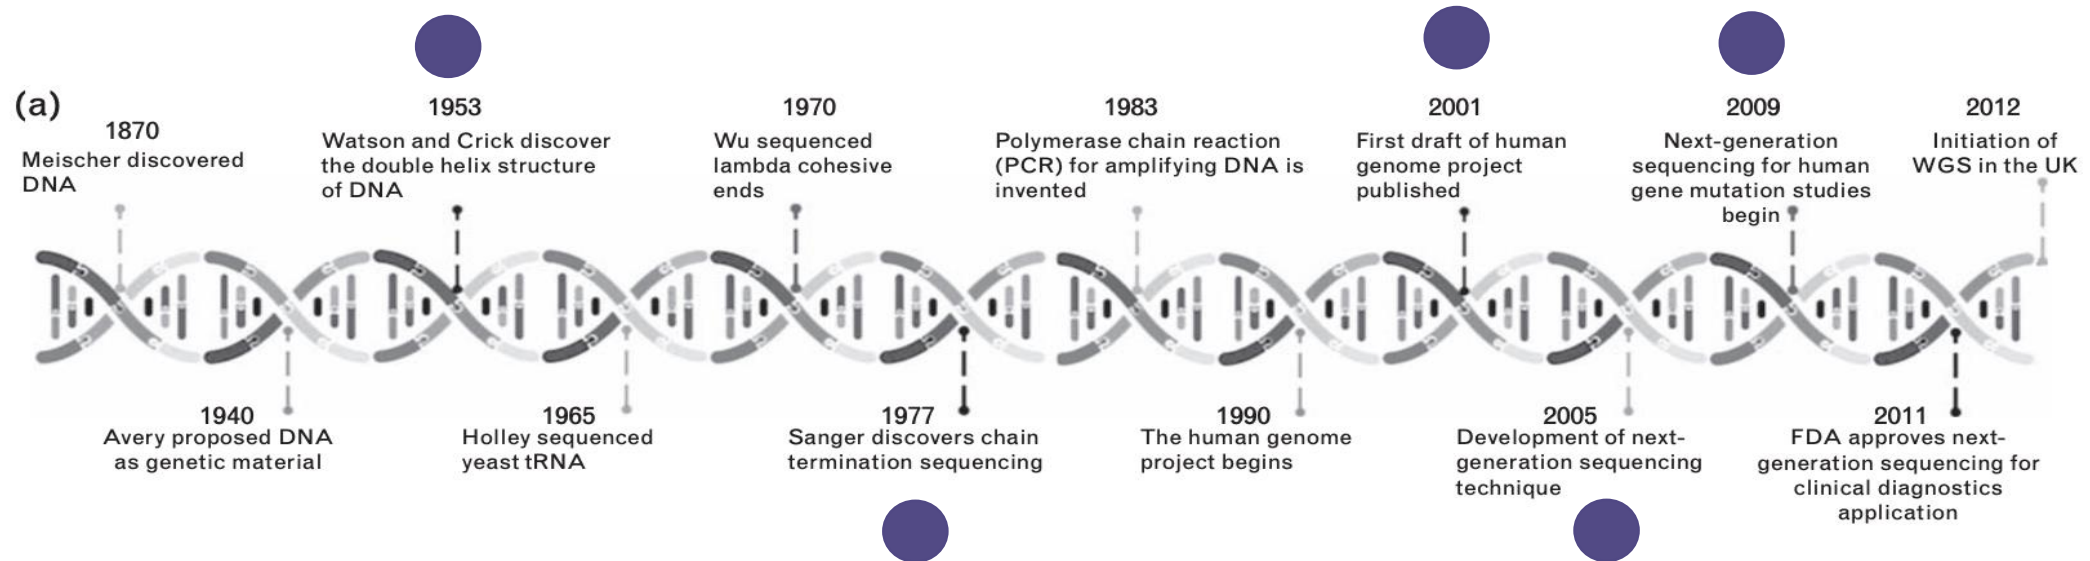 (a)
1870
Meischer discovered
DNA
1953
Watson and Crick discover
the double helix structure
of DNA
1970
Wu sequenced
lambda cohesive
ends
1983
Polymerase chain reaction
(PCR) for amplifying DNA is
invented
2001
First draft of human
genome project
published
2009
Next-generation
sequencing for human
gene mutation studies
begin
2012
Initiation of
WGS in the UK
1940
Avery proposed DNA
as genetic material
1965
Holley sequenced
yeast tRNA
1977
Sanger discovers chain
termination sequencing
1990
The human genome
project begins
2005
Development of next-
generation sequencing
technique
2011
FDA approves next-
generation sequencing for
clinical diagnostics
application